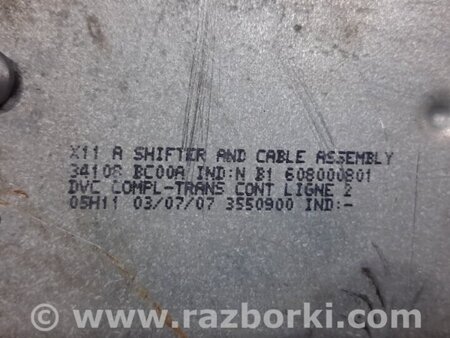 X11 A SHIFTER AND CABLE ASSEMBLY
34108 BC00A IND:N B1 608000801
DVC COMPL-TRANS CONT LIGNE 2
05H11 03/07/07 3550900 IND:-
www.razborki.com